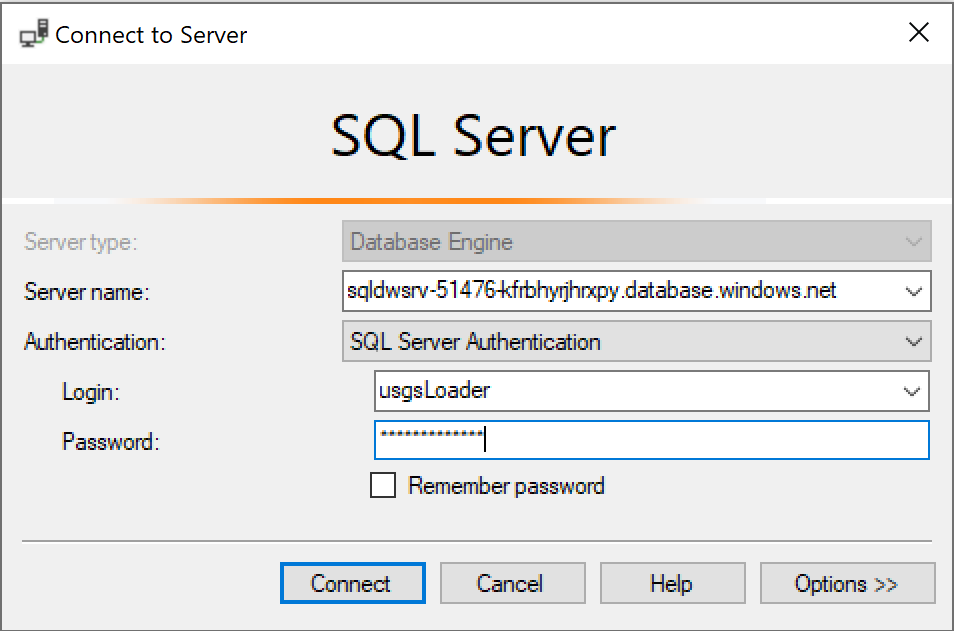 Connect to Server
SQL Server
Server type:
Database Engine
Server name:
sqldwsrv-51476-kfrbhyrjhrxpy.database.windows.net
Authentication:
SQL Server Authentication
Login:
usgsLoader
Password:
*************
Remember password
Connect
Cancel
Help
Options >>